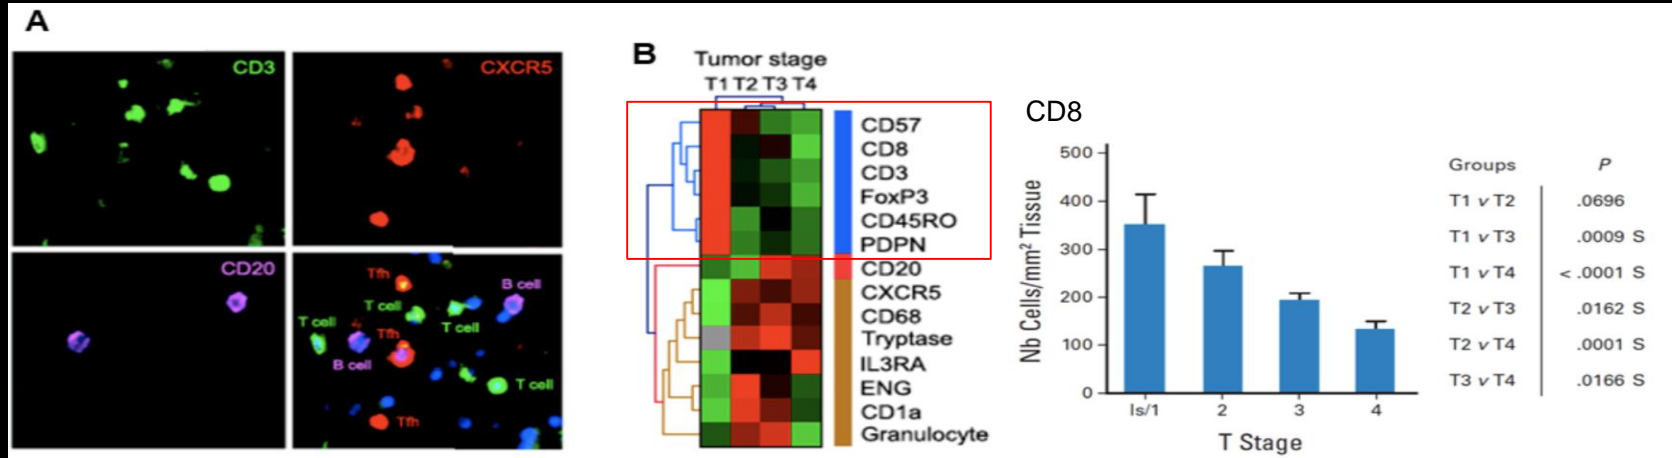 A
CD3
CXCR5
CD20
Tfh
B cell
T cell
T cell
T cell
Tfh
B cell
T cell
Tfh
B
Tumor stage
T1 T2 T3 T4
CD57
CD8
CD3
FoxP3
CD45RO
PDPN
CD20
CXCR5
CD68
Tryptase
IL3RA
ENG
CD1a
Granulocyte
CD8
Nb Cells/mm² Tissue
500
400
300
200
100
0
Is/1 2 3 4
T Stage
Groups P
T1 v T2 .0696
T1 v T3 .0009 S
T1 v T4 < .0001 S
T2 v T3 .0162 S
T2 v T4 .0001 S
T3 v T4 .0166 S